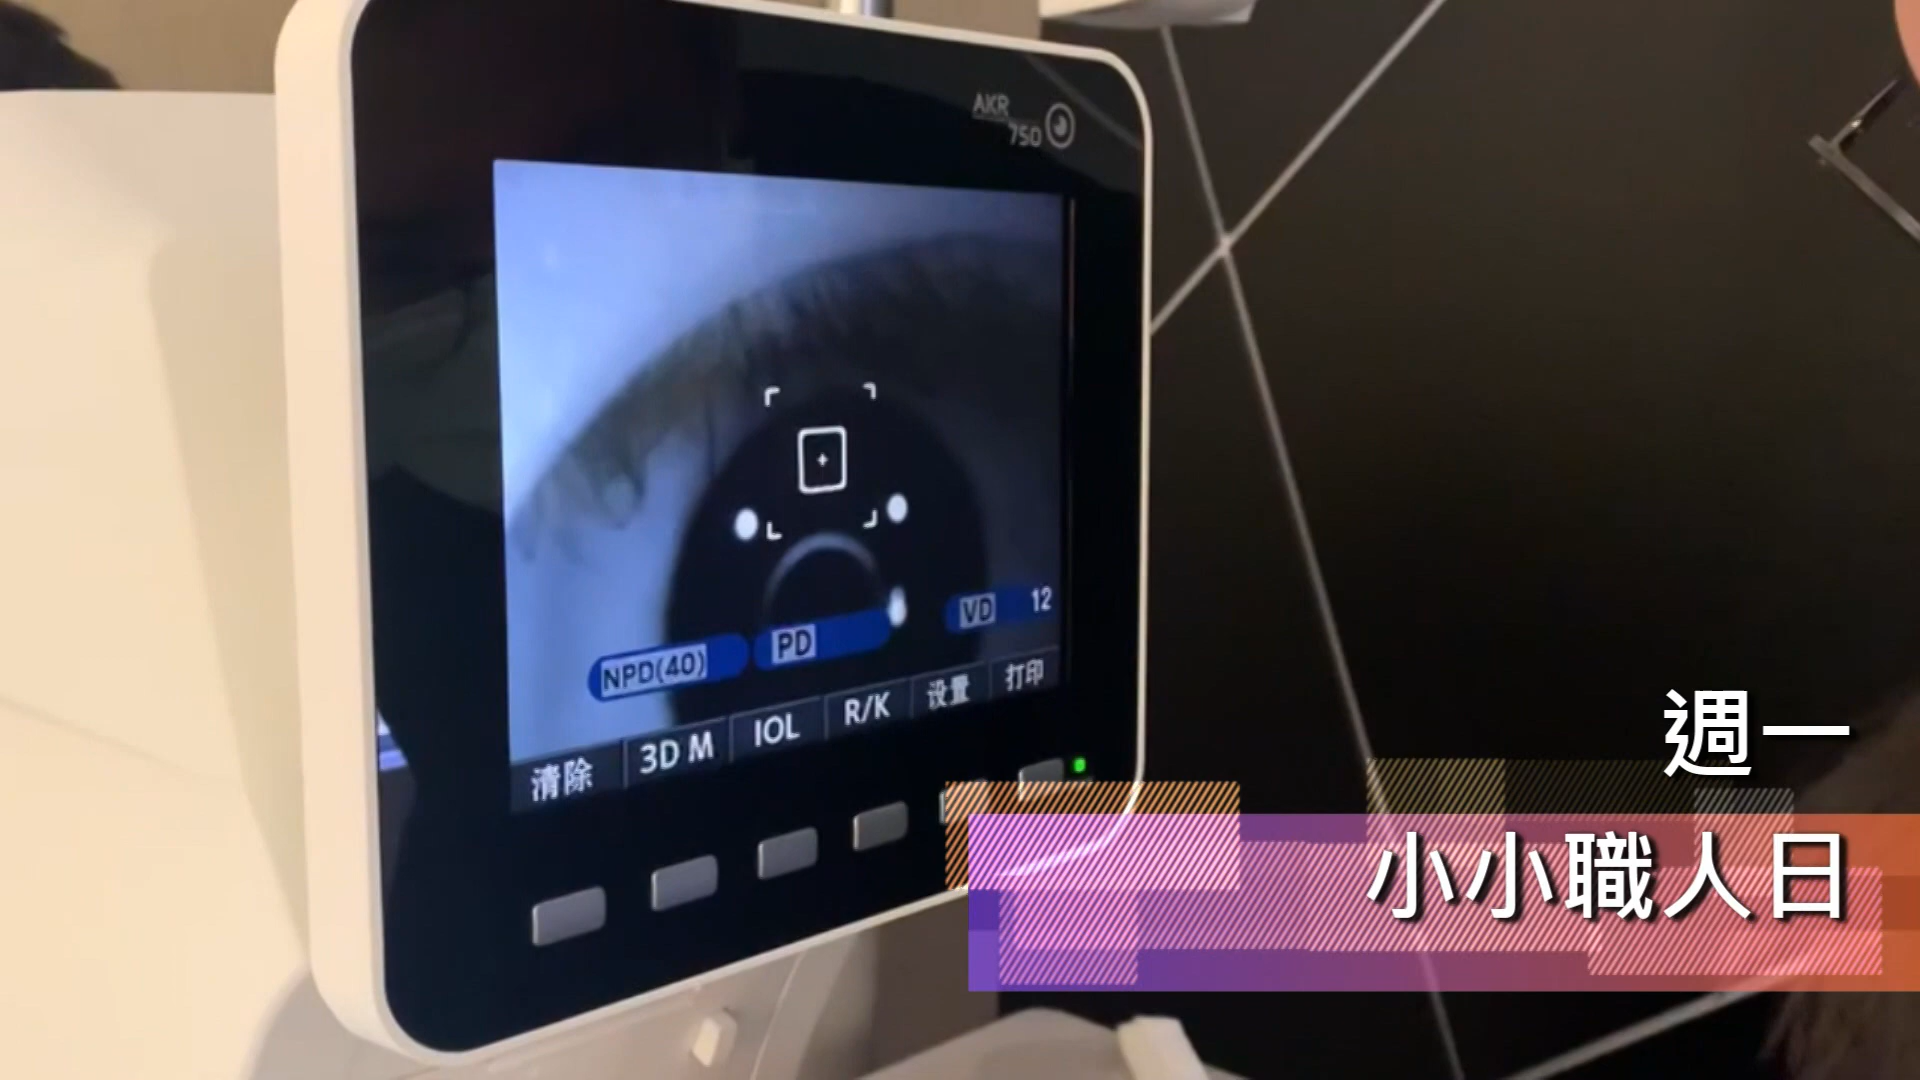 AKR
750
VD 12
NPD(40) PD
清除 3D M IOL R/K 设置 打印
週一
小小職人日